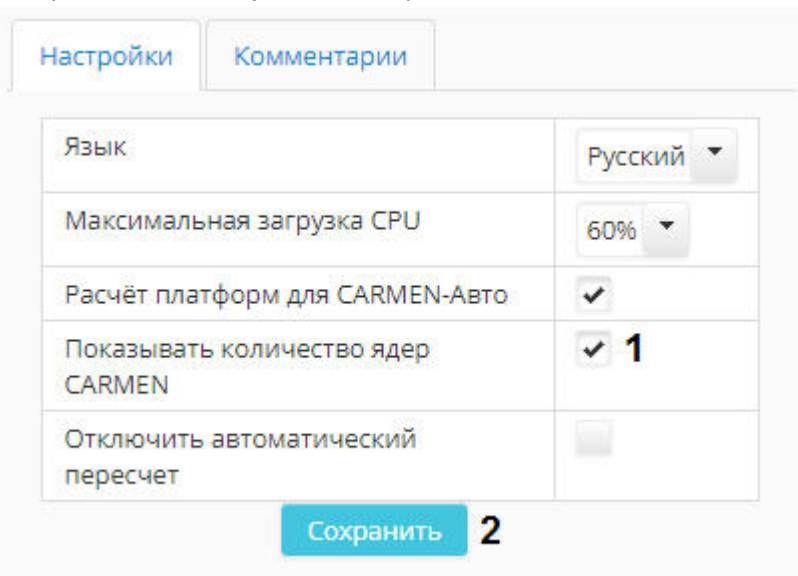 Настройки Комментарии
Язык Русский
Максимальная загрузка CPU 60%
Расчёт платформ для CARMEN-Авто
Показывать количество ядер 1
CARMEN
Отключить автоматический
пересчет
Сохранить 2